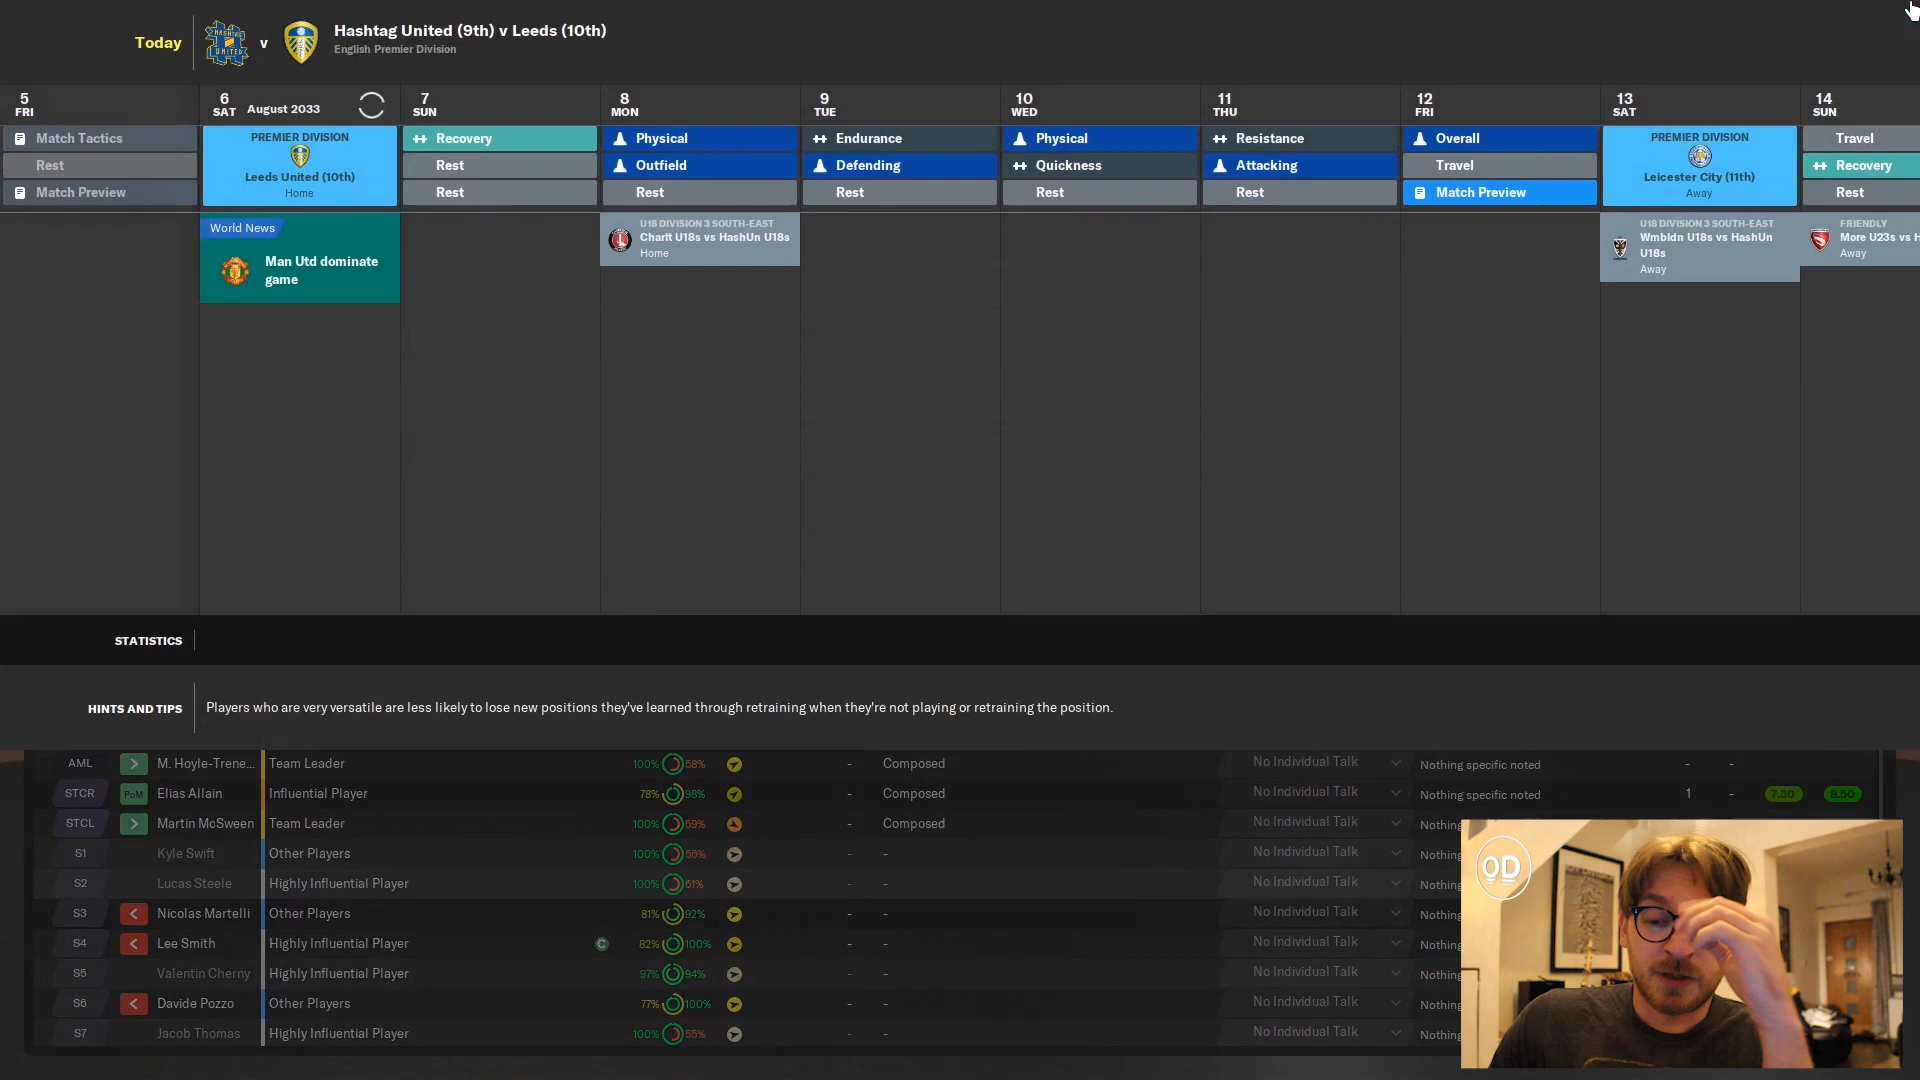 Today
v
Hashtag United (9th) v Leeds (10th)
English Premier Division
5
FRI
6
SAT August 2033
7
SUN
8
MON
9
TUE
10
WED
11
THU
12
FRI
13
SAT
14
SUN
Match Tactics
Rest
Match Preview
PREMIER DIVISION
Leeds United (10th)
Home
Recovery
Rest
Rest
Physical
Outfield
Rest
Endurance
Defending
Rest
Physical
Quickness
Rest
Resistance
Attacking
Rest
Overall
Travel
Match Preview
PREMIER DIVISION
Leicester City (11th)
Away
Travel
Recovery
Rest
World News
Man Utd dominate
game
U18 DIVISION 3 SOUTH-EAST
Charlt U18s vs HashUn U18s
Home
U18 DIVISION 3 SOUTH-EAST
Wmbldn U18s vs HashUn
U18s
Away
FRIENDLY
More U23s vs H
Away
STATISTICS
HINTS AND TIPS
Players who are very versatile are less likely to lose new positions they've learned through retraining when they're not playing or retraining the position.
AML M. Hoyle-Trene... Team Leader 100% 58% - Composed No Individual Talk Nothing specific noted - -
STCR PoM Elias Allain Influential Player 78% 98% - Composed No Individual Talk Nothing specific noted 1 - 7.30 8.50
STCL Martin McSween Team Leader 100% 59% - Composed No Individual Talk Nothing
S1 Kyle Swift Other Players 100% 56% - - No Individual Talk Nothing
S2 Lucas Steele Highly Influential Player 100% 61% - - No Individual Talk Nothing
S3 Nicolas Martelli Other Players 81% 92% - - No Individual Talk Nothing
S4 Lee Smith Highly Influential Player C 82% 100% - - No Individual Talk Nothing
S5 Valentin Cherny Highly Influential Player 97% 94% - - No Individual Talk Nothing
S6 Davide Pozzo Other Players 77% 100% - - No Individual Talk Nothing
S7 Jacob Thomas Highly Influential Player 100% 55% - - No Individual Talk Nothing
OD